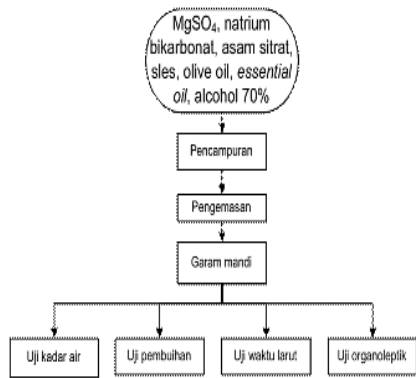 MgSO₄, natrium
bikarbonat, asam sitrat,
sles, olive oil, essential
oil, alcohol 70%
Pencampuran
Pengemasan
Garam mandi
Uji kadar air
Uji pembuihan
Uji waktu larut
Uji organoleptik